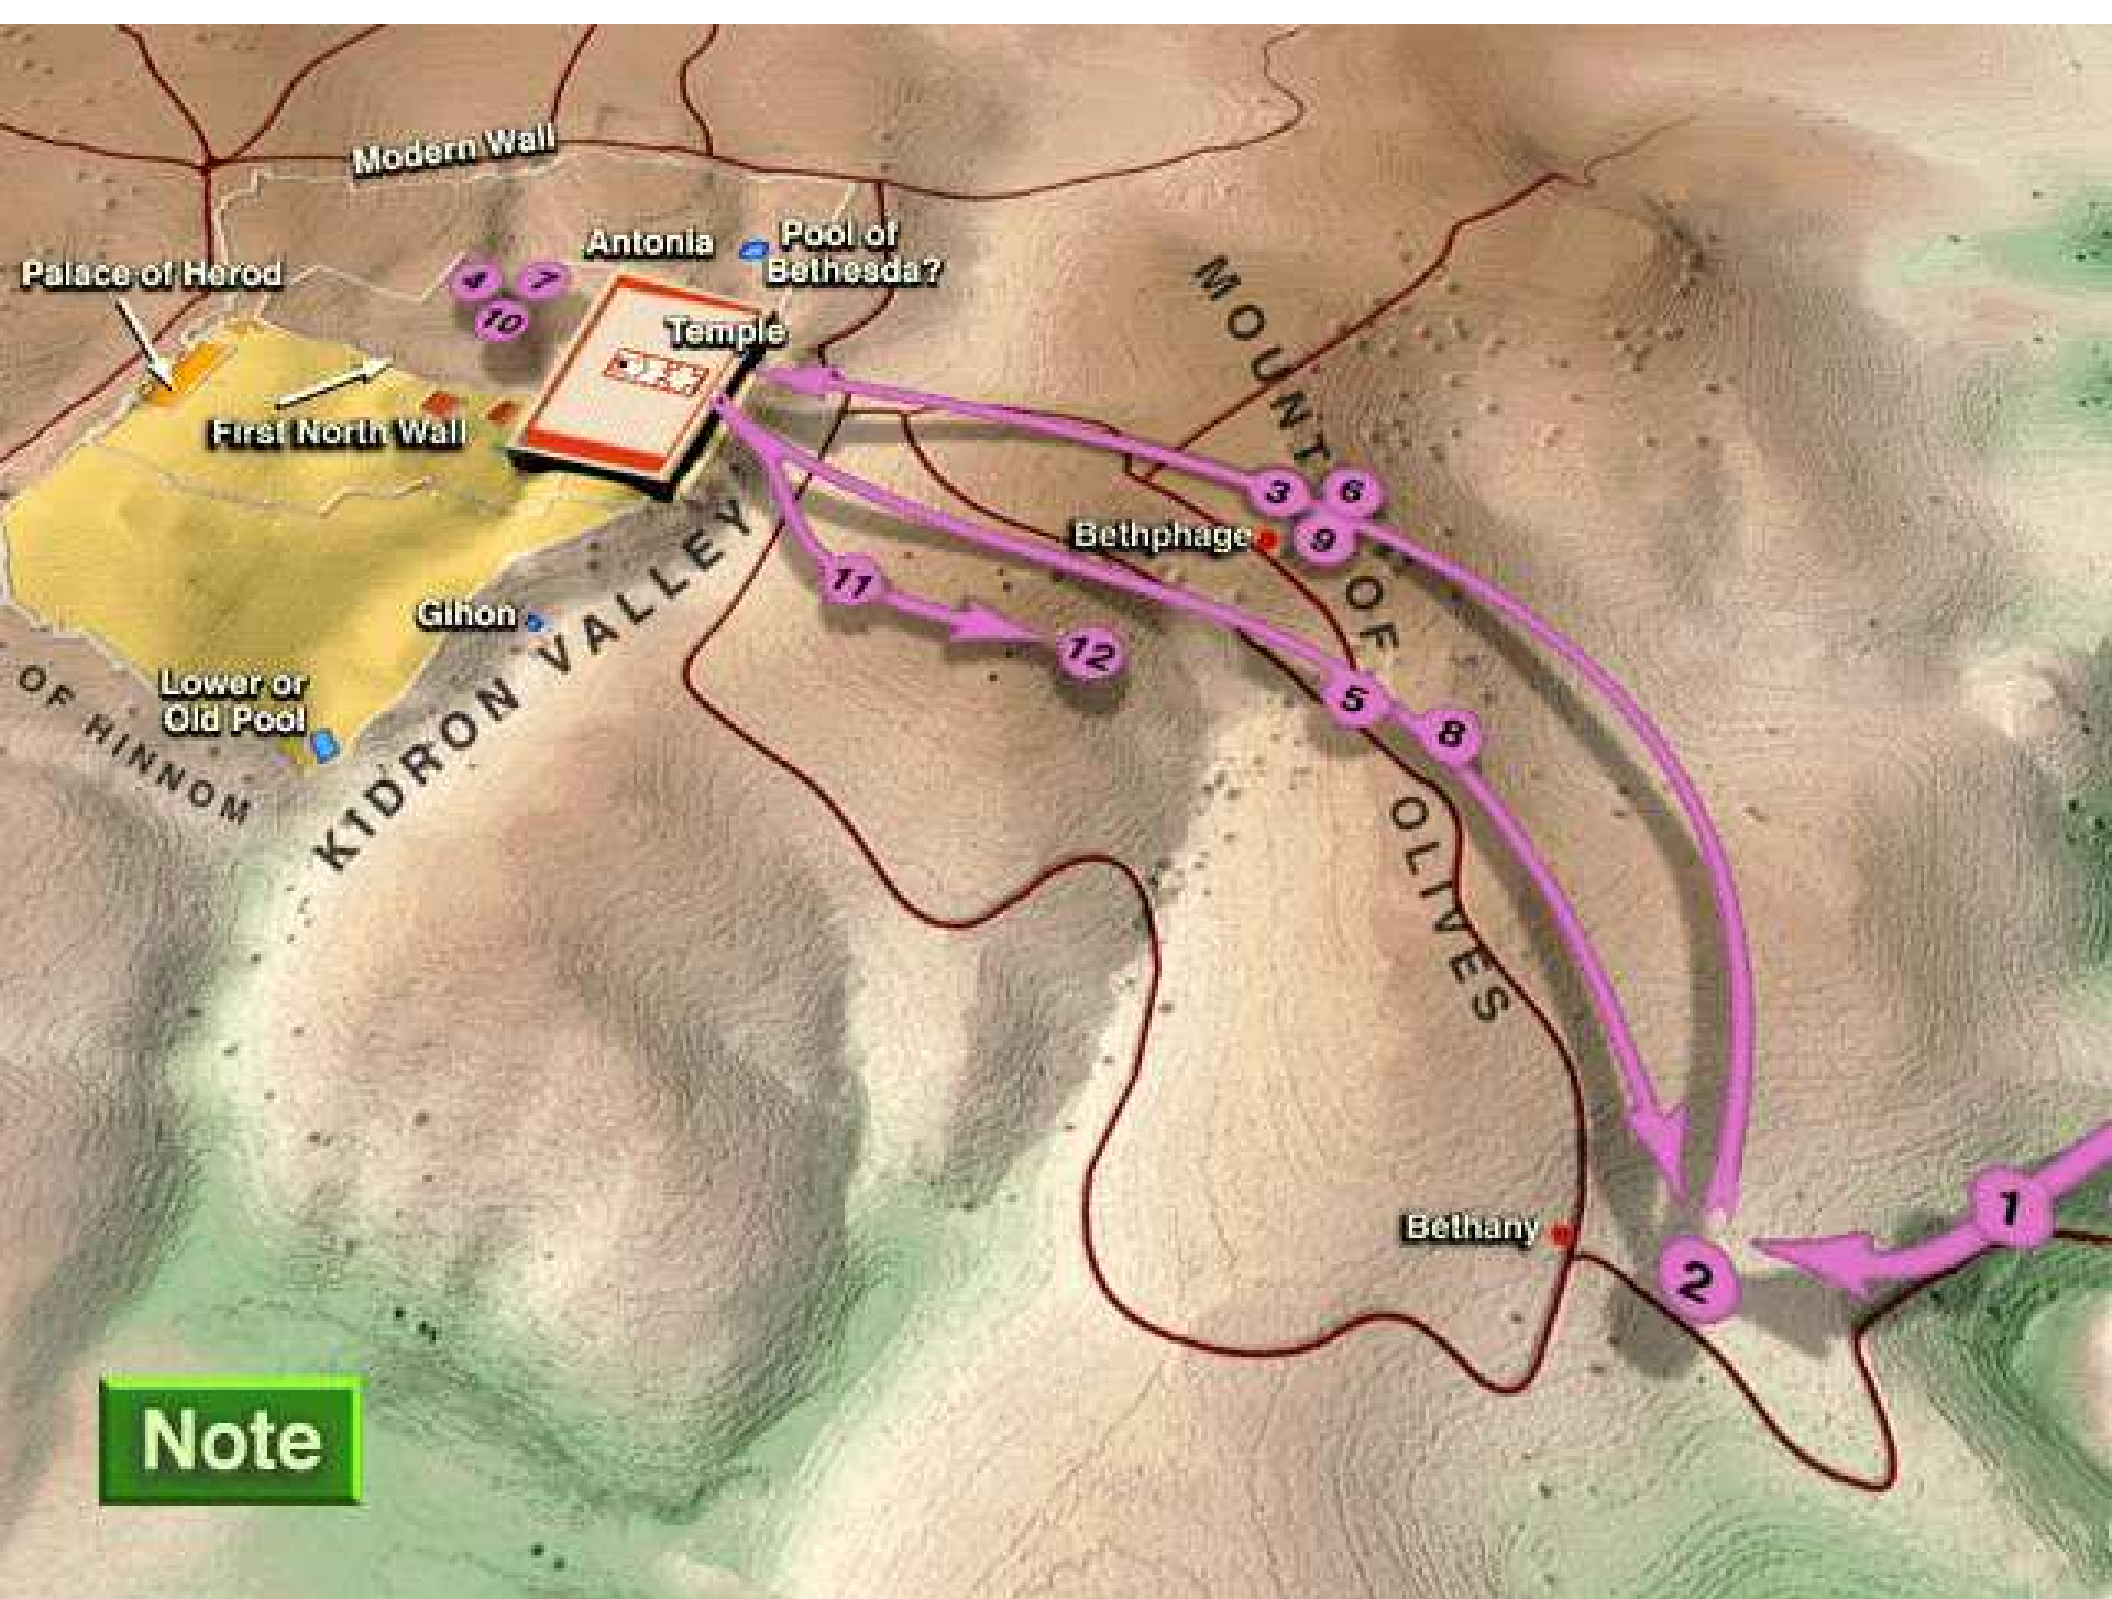 Modern Wall
Antonia
Pool of
Bethesda?
Palace of Herod
4
7
10
Temple
First North Wall
MOUNT OF OLIVES
3
6
9
Bethphage
11
12
Gihon
KIDRON VALLEY
Lower or
Old Pool
OF HINNOM
5
8
Bethany
1
2
Note